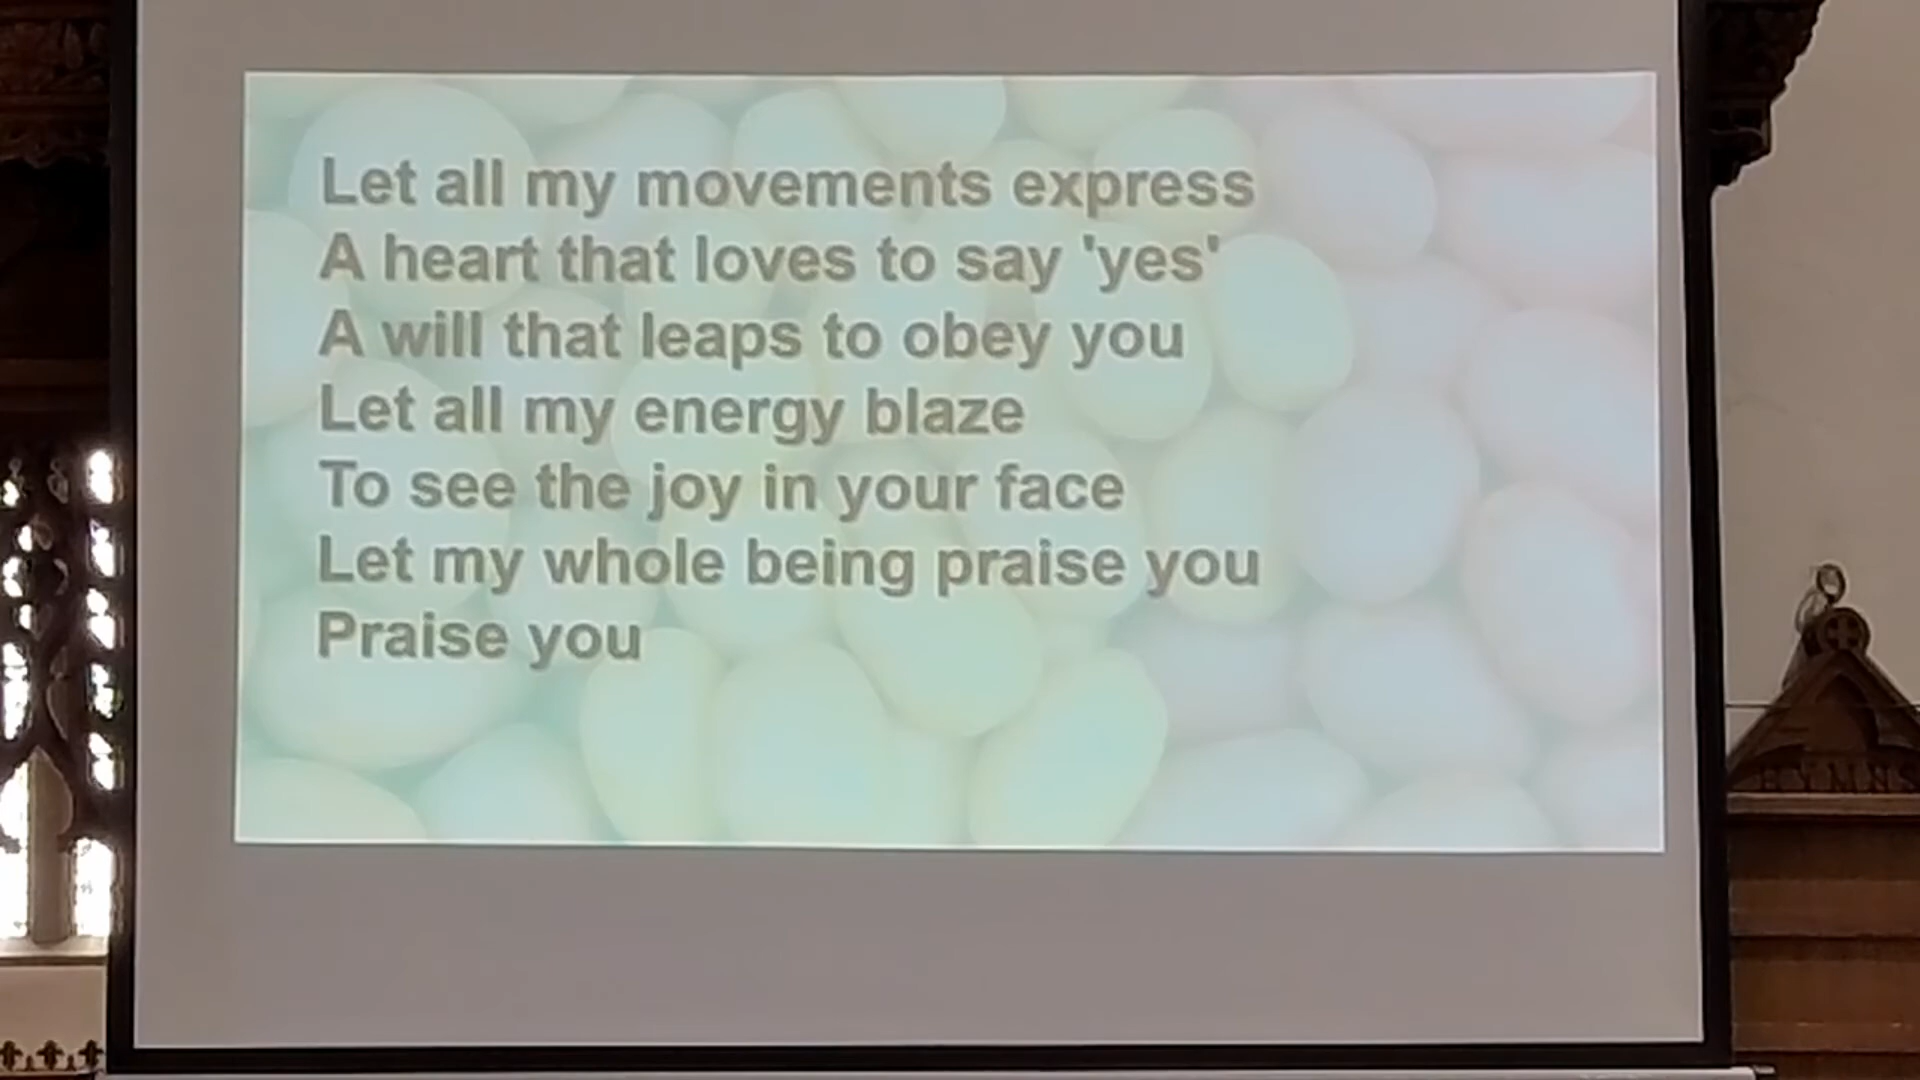 Let all my movements express
A heart that loves to say 'yes'
A will that leaps to obey you
Let all my energy blaze
To see the joy in your face
Let my whole being praise you
Praise you
HYMNS